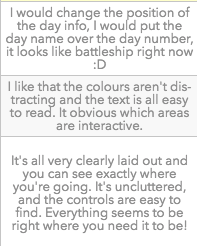 I would change the position of
the day info, I would put the
day name over the day number,
it looks like battleship right now
:D
I like that the colours aren't dis-
tracting and the text is all easy
to read. It obvious which areas
are interactive.
It's all very clearly laid out and
you can see exactly where
you're going. It's uncluttered,
and the controls are easy to
find. Everything seems to be
right where you need it to be!